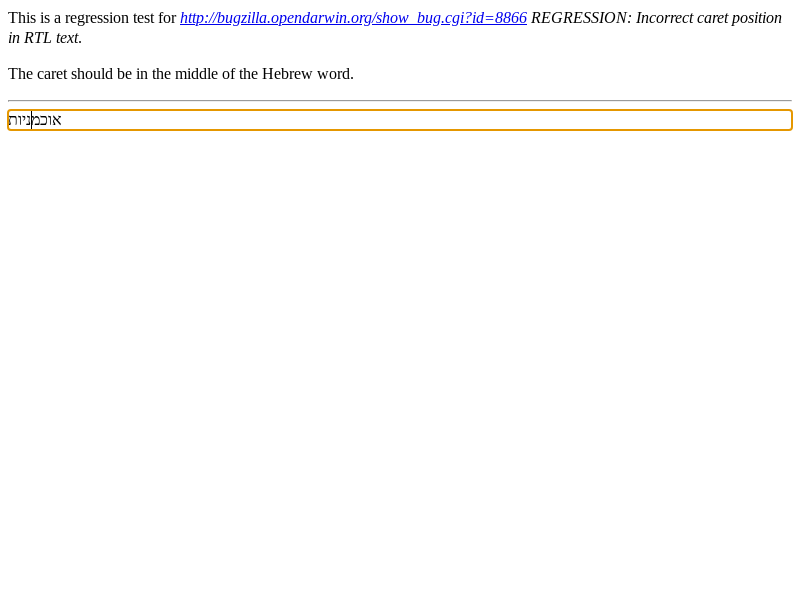 This is a regression test for http://bugzilla.opendarwin.org/show_bug.cgi?id=8866 REGRESSION: Incorrect caret position
in RTL text.
The caret should be in the middle of the Hebrew word.
אוכמניות